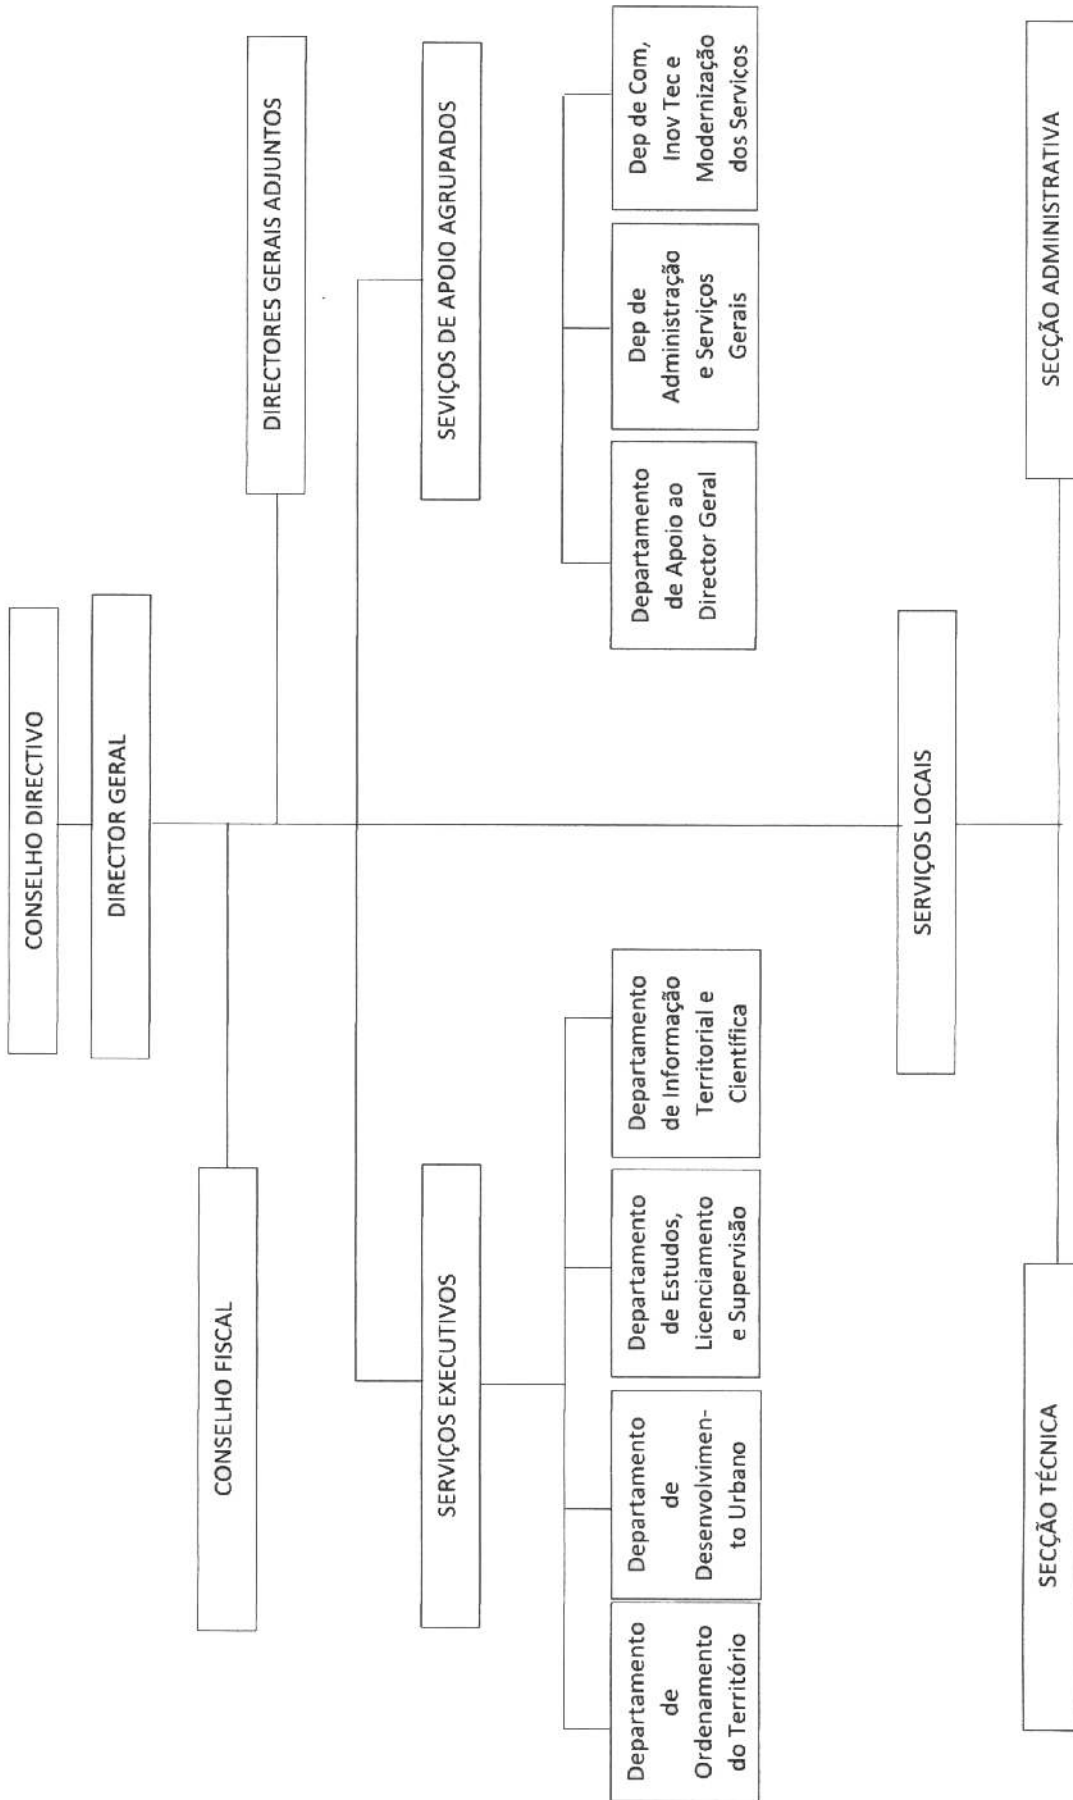 CONSELHO DIRECTIVO
DIRECTOR GERAL
CONSELHO FISCAL
DIRECTORES GERAIS ADJUNTOS
SERVIÇOS EXECUTIVOS
SEVIÇOS DE APOIO AGRUPADOS
Departamento
de
Ordenamento
do Território
Departamento
de
Desenvolvimen-
to Urbano
Departamento
de Estudos,
Licenciamento
e Supervisão
Departamento
de Informação
Territorial e
Científica
Departamento
de Apoio ao
Director Geral
Dep de
Administração
e Serviços
Gerais
Dep de Com,
Inov Tec e
Modernização
dos Serviços
SERVIÇOS LOCAIS
SECÇÃO TÉCNICA
SECÇÃO ADMINISTRATIVA